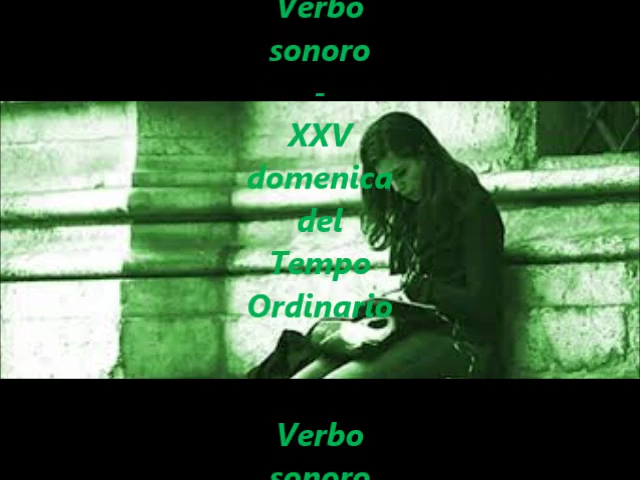 Verbo
sonoro
-
XXV
domenica
del
Tempo
Ordinario
Verbo
sonoro